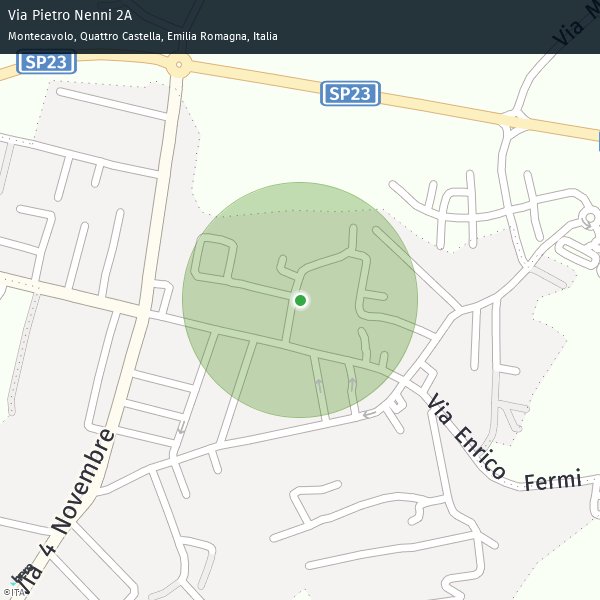 Via Pietro Nenni 2A
Montecavolo, Quattro Castella, Emilia Romagna, Italia
Via M
SP23
SP23
Via Enrico Fermi
Via 4 Novembre
©ITA